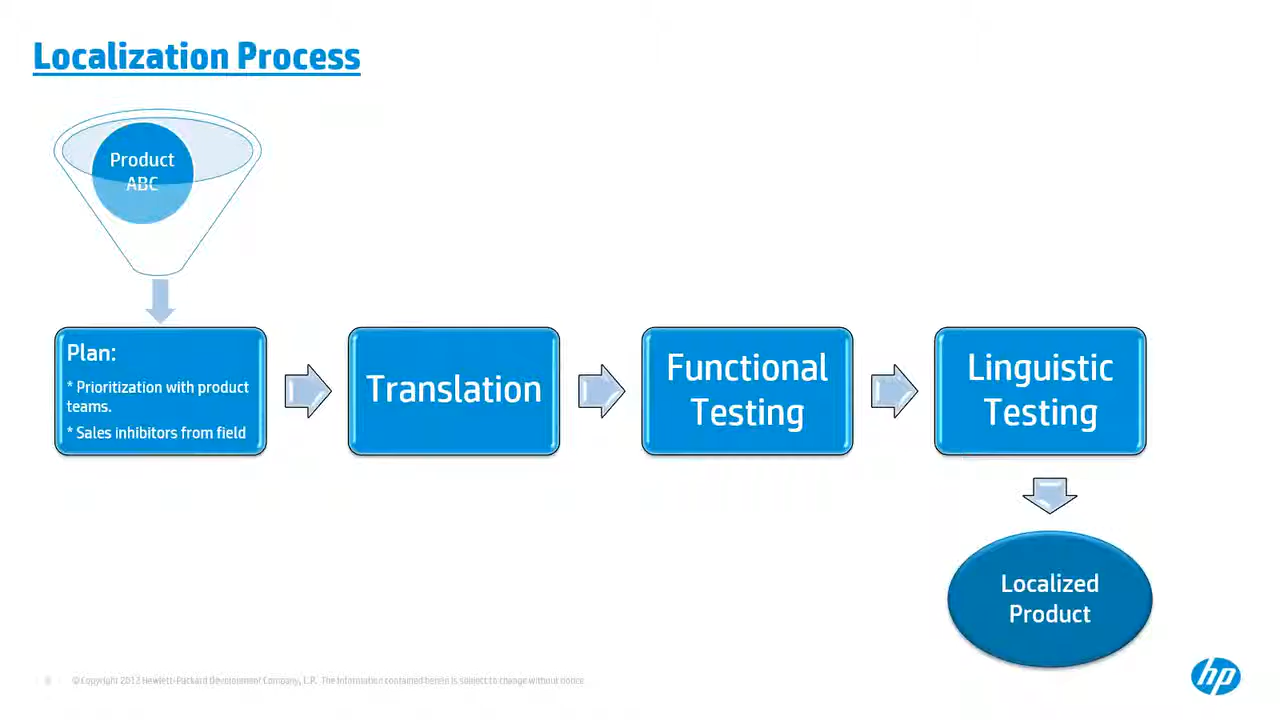 Localization Process
Product
ABC
Plan:
* Prioritization with product
teams.
* Sales inhibitors from field
Translation
Functional
Testing
Linguistic
Testing
Localized
Product
© Copyright 2012 Hewlett-Packard Development Company, L.P. The information contained herein is subject to change without notice.
hp